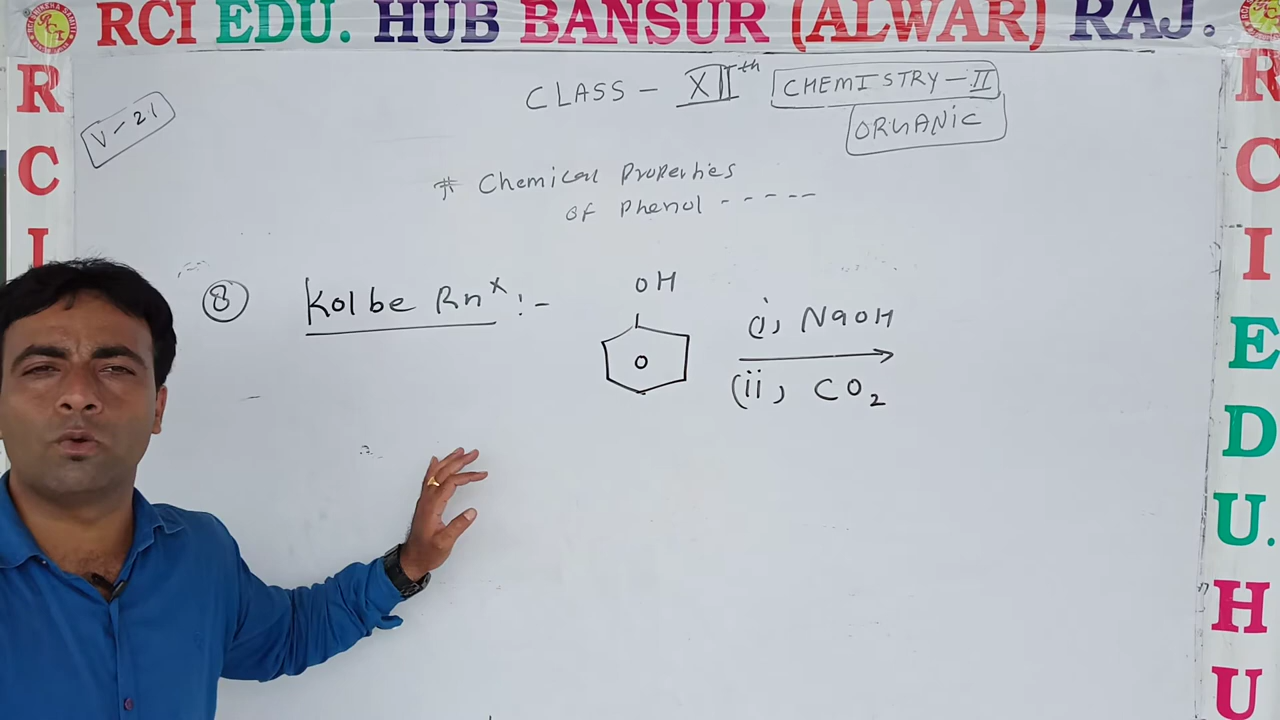 RCI EDU. HUB BANSUR (ALWAR) RAJ.
R
C
I
R
C
I
E
D
U.
H
U
V-21
CLASS - XIIth CHEMISTRY-II
ORGANIC
# Chemical Properties
of Phenol -----
8 Kolbe Rnx :-
OH
(i) NaOH
(ii) CO2